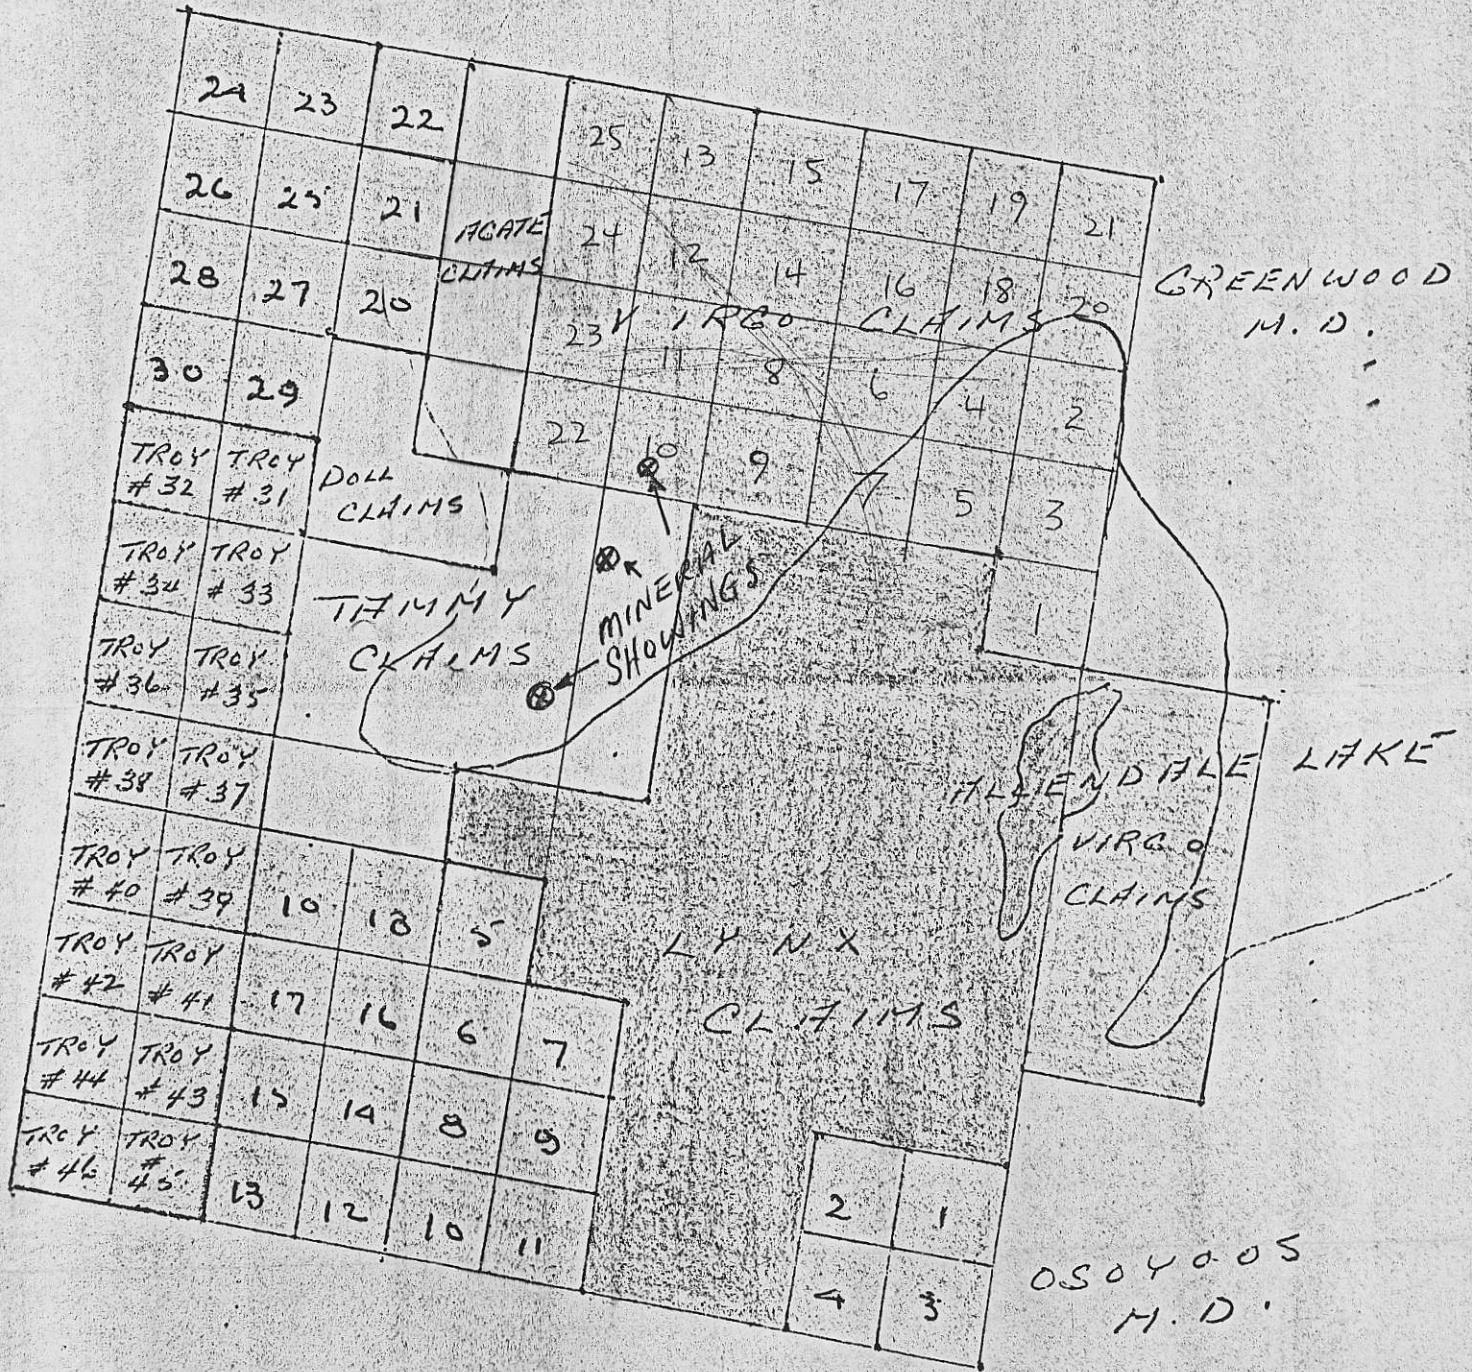 24 23 22
25 13 15 17 19 21
26 25 21
AGATE
CLAIMS
24 12 14 16 18 20
GREENWOOD
M. D.
28 27 20
23 VIRGO CLAIMS
11 8 6 4 2
30 29
22 10 9 7 5 3
TROY
# 32
TROY
# 31
DOLL
CLAIMS
TROY
# 34
TROY
# 33
TAMMY
CLAIMS
MINERAL
SHOWINGS
1
TROY
# 36
TROY
# 35
TROY
# 38
TROY
# 37
ALLENDALE LAKE
VIRGO
CLAIMS
TROY
# 40
TROY
# 39
10 18 5
LYNX
CLAIMS
TROY
# 42
TROY
# 41
17 16 6 7
TROY
# 44
TROY
# 43
15 14 8 9
TROY
# 46
TROY
#
45
13 12 10 11
2 1
4 3
OSOYOOS
M. D.